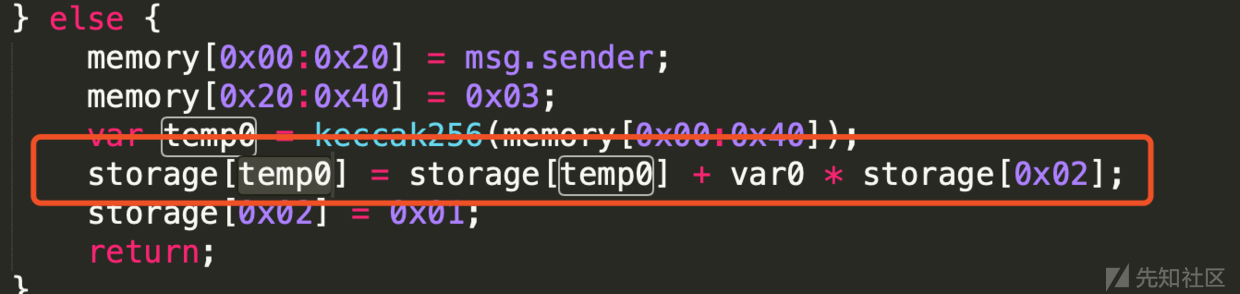 } else {
memory[0x00:0x20] = msg.sender;
memory[0x20:0x40] = 0x03;
var temp0 = keccak256(memory[0x00:0x40]);
storage[temp0] = storage[temp0] + var0 * storage[0x02];
storage[0x02] = 0x01;
return;
}
先知社区